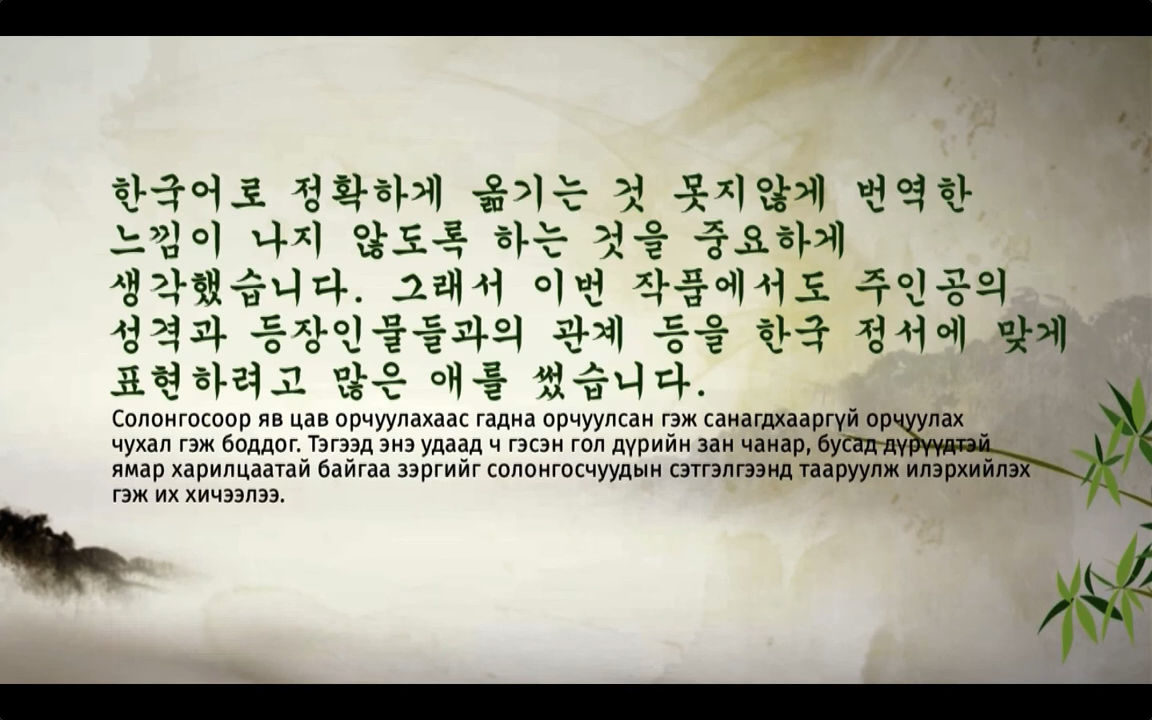 한국어로 정확하게 옮기는 것 못지않게 번역한
느낌이 나지 않도록 하는 것을 중요하게
생각했습니다. 그래서 이번 작품에서도 주인공의
성격과 등장인물들과의 관계 등을 한국 정서에 맞게
표현하려고 많은 애를 썼습니다.
Солонгосоор яв цав орчуулахаас гадна орчуулсан гэж санагдхааргүй орчуулах
чухал гэж боддог. Тэгээд энэ удаад ч гэсэн гол дүрийн зан чанар, бусад дүрүүдтэй
ямар харилцаатай байгаа зэргийг солонгосчуудын сэтгэлгээнд тааруулж илэрхийлэх
гэж их хичээлээ.